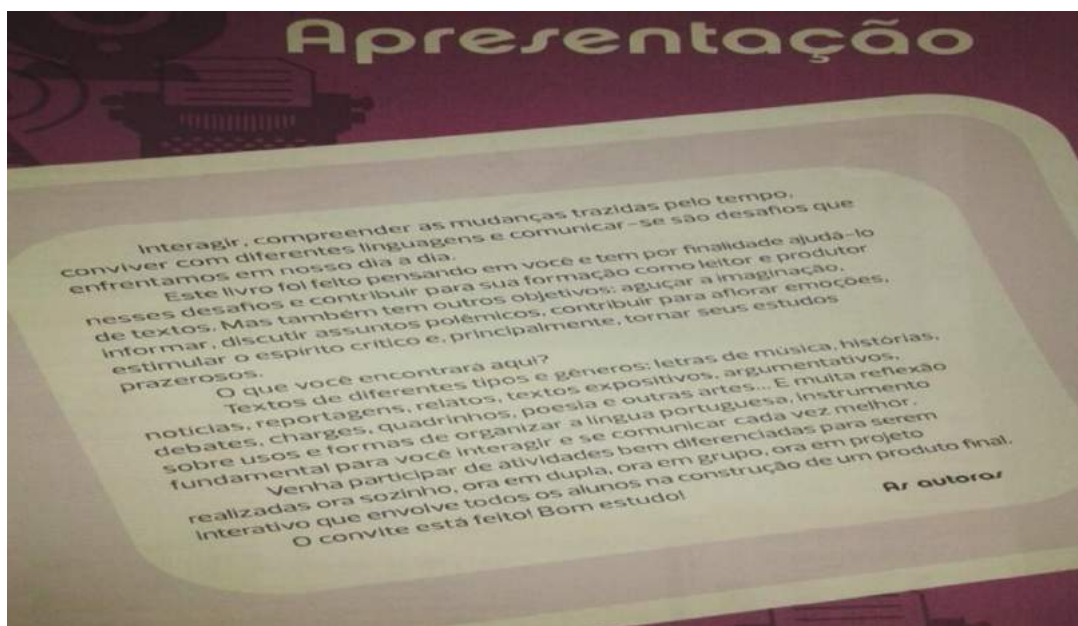 Apresentação
Interagir, compreender as mudanças trazidas pelo tempo,
conviver com diferentes linguagens e comunicar-se são desafios que
enfrentamos em nosso dia a dia.
Este livro foi feito pensando em você e tem por finalidade ajudá-lo
nesses desafios e contribuir para sua formação como leitor e produtor
de textos. Mas também tem outros objetivos: aguçar a imaginação,
informar, discutir assuntos polêmicos, contribuir para aflorar emoções,
estimular o espírito crítico e, principalmente, tornar seus estudos
prazerosos.
O que você encontrará aqui?
Textos de diferentes tipos e gêneros: letras de música, histórias,
notícias, reportagens, relatos, textos expositivos, argumentativos,
debates, charges, quadrinhos, poesia e outras artes... E muita reflexão
sobre usos e formas de organizar a língua portuguesa, instrumento
fundamental para você interagir e se comunicar cada vez melhor.
Venha participar de atividades bem diferenciadas para serem
realizadas ora sozinho, ora em dupla, ora em grupo, ora em projeto
interativo que envolve todos os alunos na construção de um produto final.
O convite está feito! Bom estudo!
As autoras